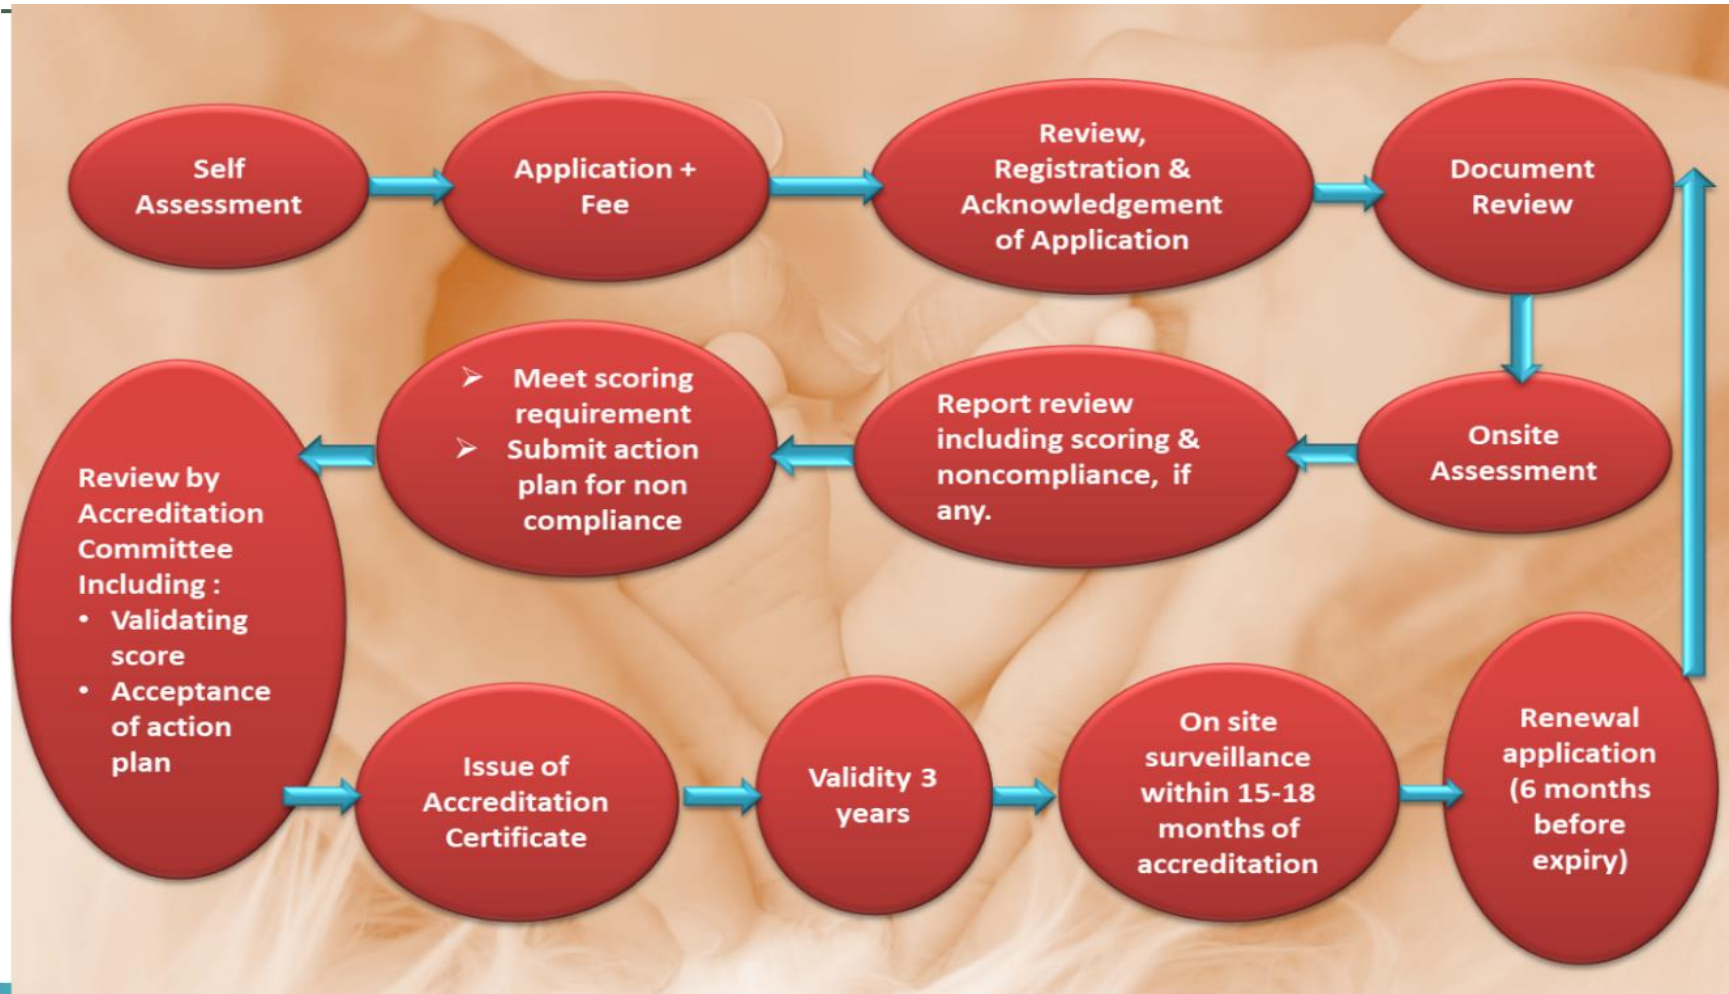 Self
Assessment
Application +
Fee
Review,
Registration &
Acknowledgement
of Application
Document
Review
Onsite
Assessment
Report review
including scoring &
noncompliance, if
any.
➢ Meet scoring
requirement
➢ Submit action
plan for non
compliance
Review by
Accreditation
Committee
Including :
• Validating
score
• Acceptance
of action
plan
Issue of
Accreditation
Certificate
Validity 3
years
On site
surveillance
within 15-18
months of
accreditation
Renewal
application
(6 months
before
expiry)